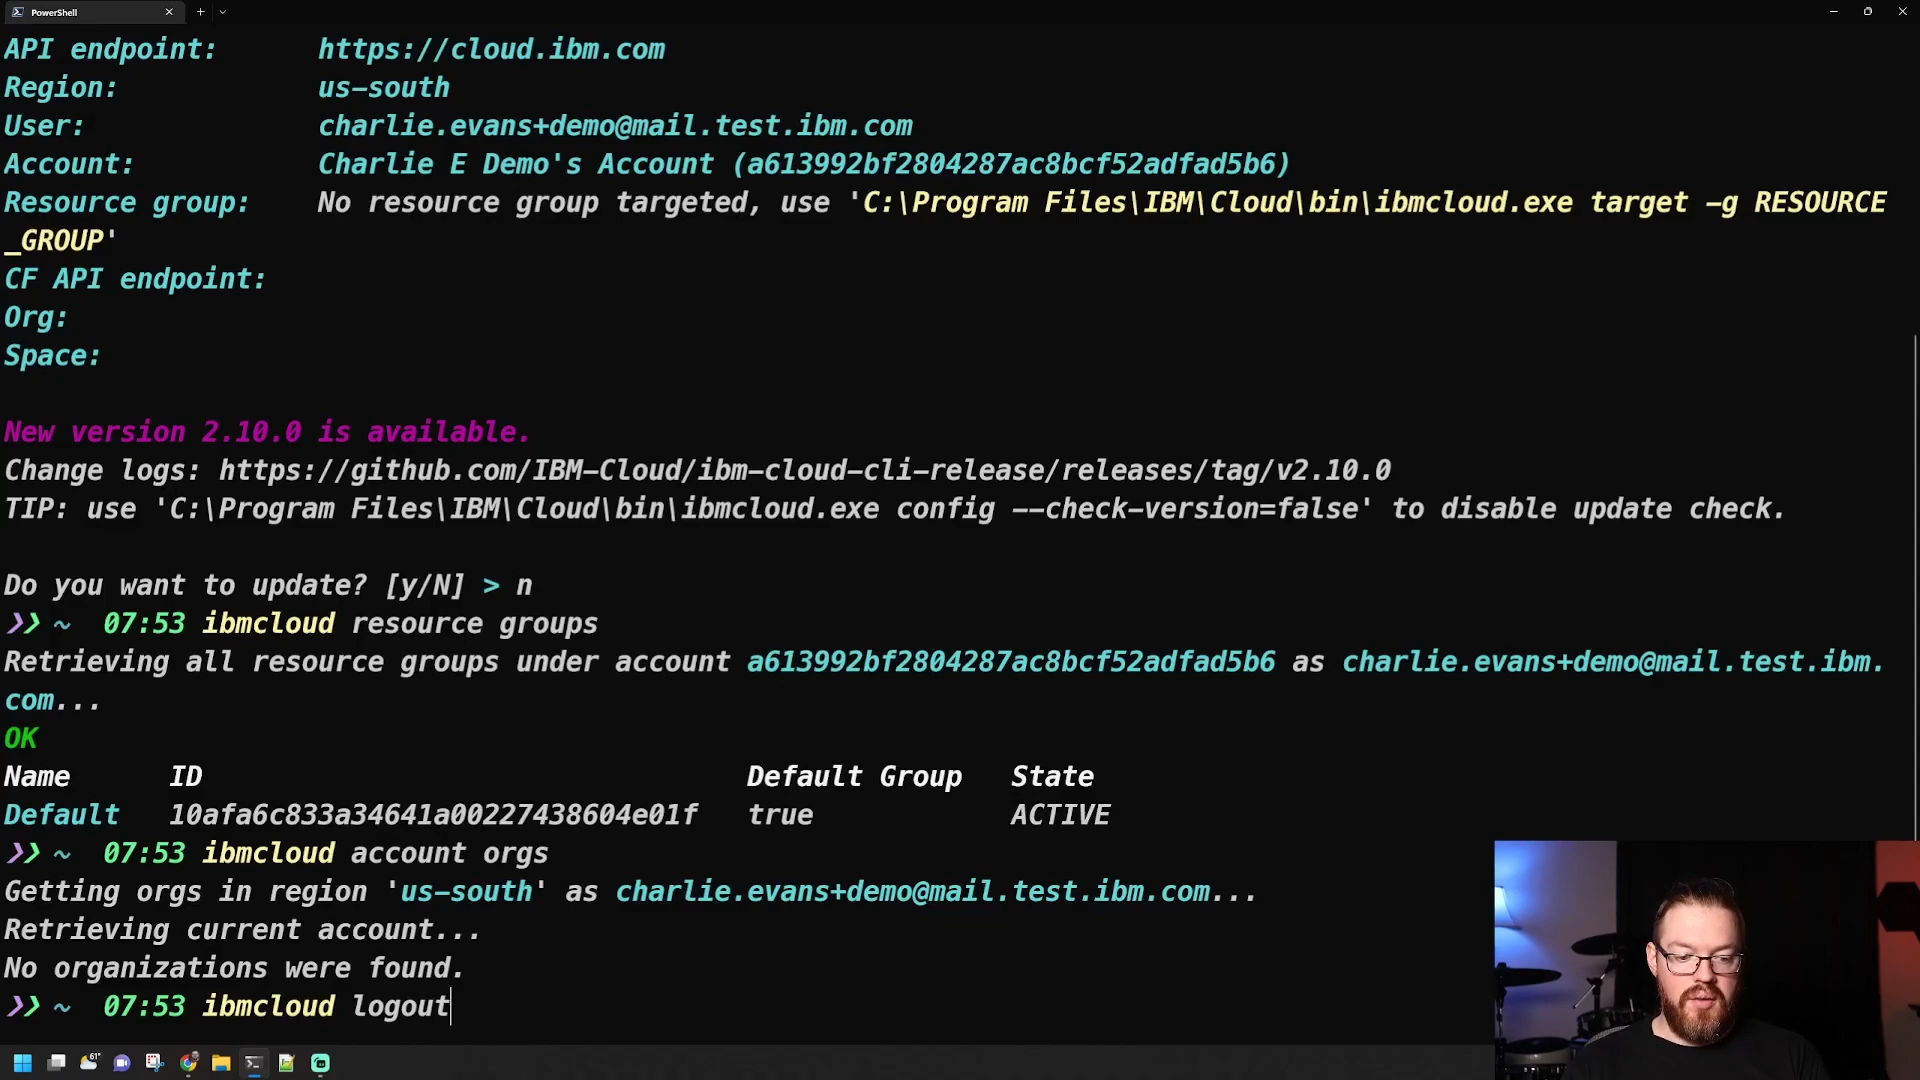 PowerShell
API endpoint: https://cloud.ibm.com
Region: us-south
User: charlie.evans+demo@mail.test.ibm.com
Account: Charlie E Demo's Account (a613992bf2804287ac8bcf52adfad5b6)
Resource group: No resource group targeted, use 'C:\Program Files\IBM\Cloud\bin\ibmcloud.exe target -g RESOURCE
_GROUP'
CF API endpoint:
Org:
Space:
New version 2.10.0 is available.
Change logs: https://github.com/IBM-Cloud/ibm-cloud-cli-release/releases/tag/v2.10.0
TIP: use 'C:\Program Files\IBM\Cloud\bin\ibmcloud.exe config --check-version=false' to disable update check.
Do you want to update? [y/N] > n
❯❯ ~ 07:53 ibmcloud resource groups
Retrieving all resource groups under account a613992bf2804287ac8bcf52adfad5b6 as charlie.evans+demo@mail.test.ibm.
com...
OK
Name ID Default Group State
Default 10afa6c833a34641a00227438604e01f true ACTIVE
❯❯ ~ 07:53 ibmcloud account orgs
Getting orgs in region 'us-south' as charlie.evans+demo@mail.test.ibm.com...
Retrieving current account...
No organizations were found.
❯❯ ~ 07:53 ibmcloud logout
61°